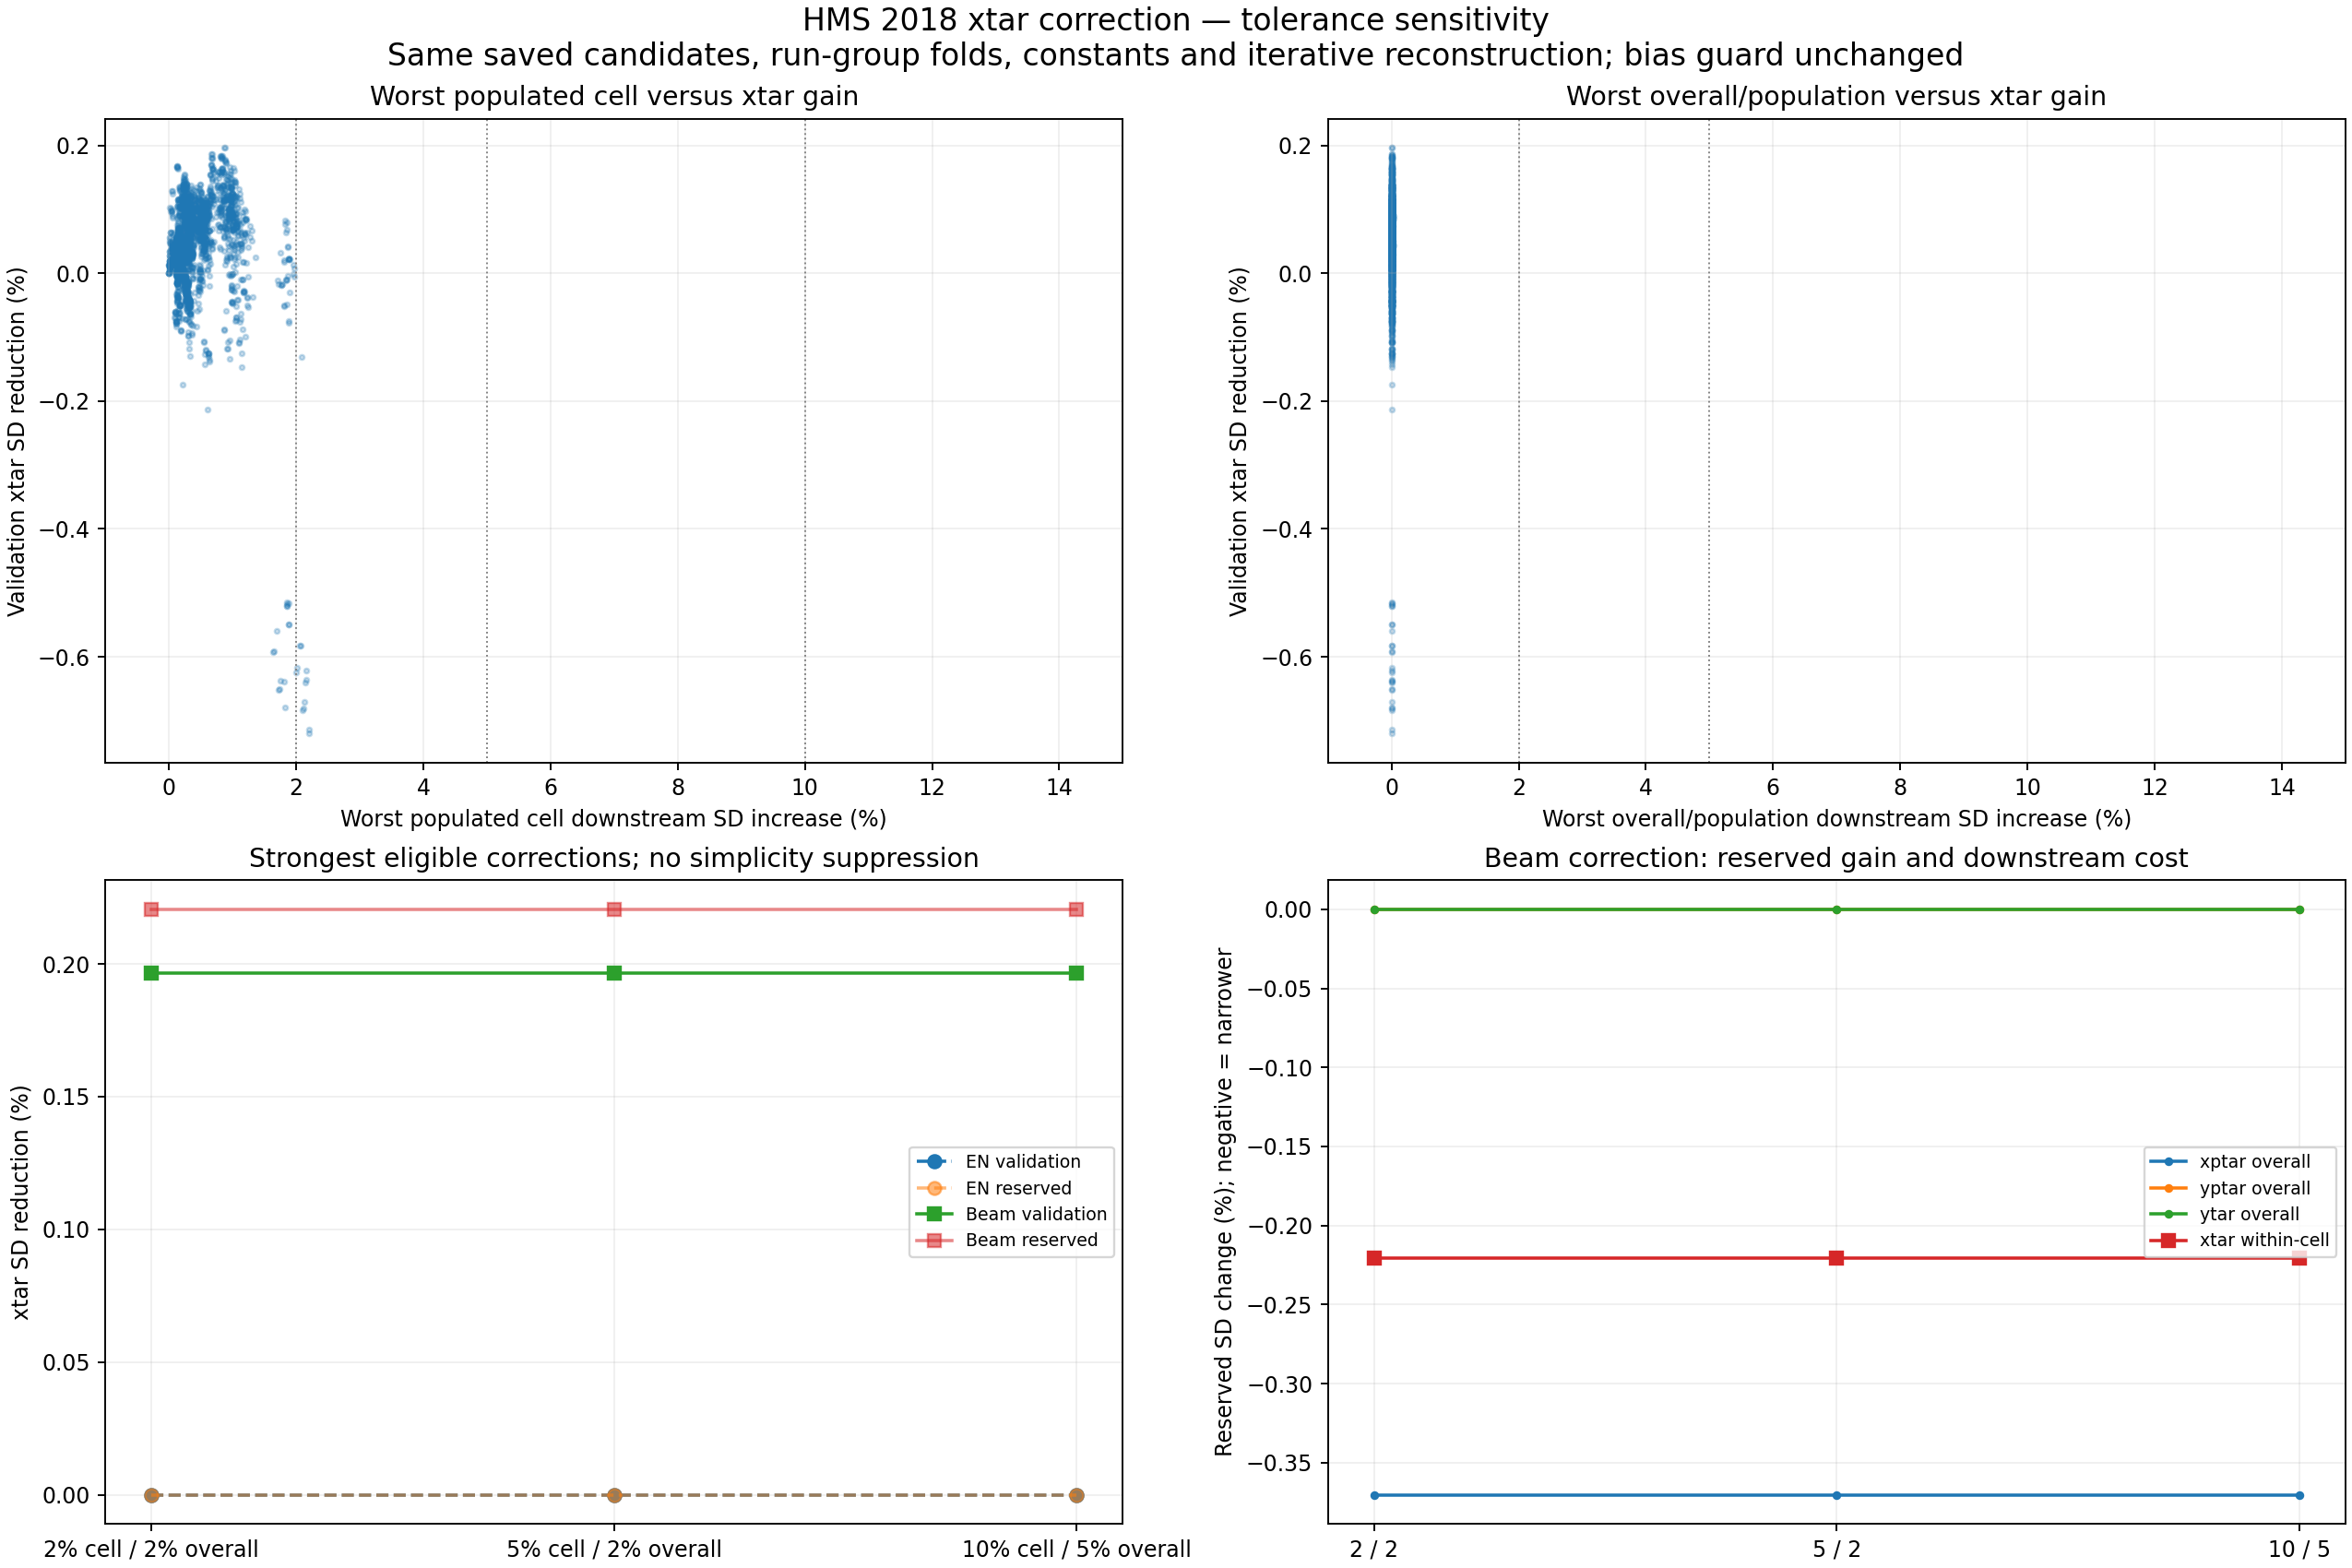 HMS 2018 xtar correction — tolerance sensitivity
Same saved candidates, run-group folds, constants and iterative reconstruction; bias guard unchanged
Worst populated cell versus xtar gain
Validation xtar SD reduction (%)
0.2
0.0
−0.2
−0.4
−0.6
0 2 4 6 8 10 12 14
Worst populated cell downstream SD increase (%)
Worst overall/population versus xtar gain
Validation xtar SD reduction (%)
0.2
0.0
−0.2
−0.4
−0.6
0 2 4 6 8 10 12 14
Worst overall/population downstream SD increase (%)
Strongest eligible corrections; no simplicity suppression
xtar SD reduction (%)
0.20
0.15
0.10
0.05
0.00
EN validation
EN reserved
Beam validation
Beam reserved
2% cell / 2% overall 5% cell / 2% overall 10% cell / 5% overall
Beam correction: reserved gain and downstream cost
Reserved SD change (%); negative = narrower
0.00
−0.05
−0.10
−0.15
−0.20
−0.25
−0.30
−0.35
xptar overall
yptar overall
ytar overall
xtar within-cell
2 / 2 5 / 2 10 / 5